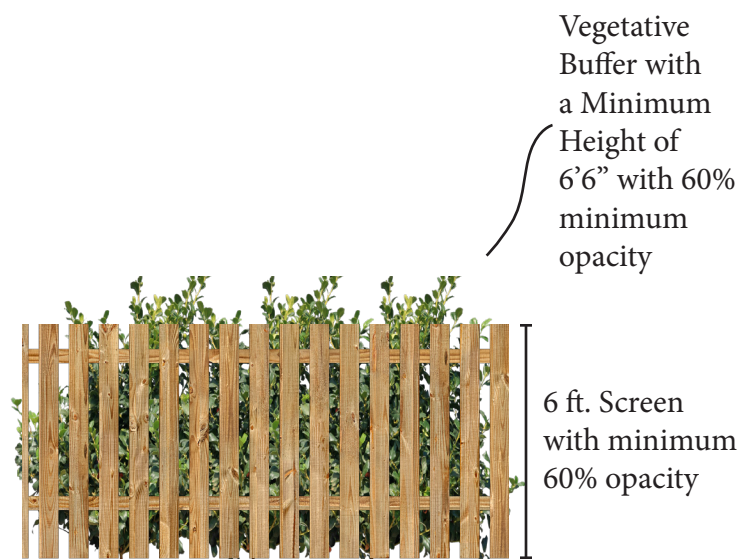 Vegetative
Buffer with
a Minimum
Height of
6’6” with 60%
minimum
opacity
6 ft. Screen
with minimum
60% opacity